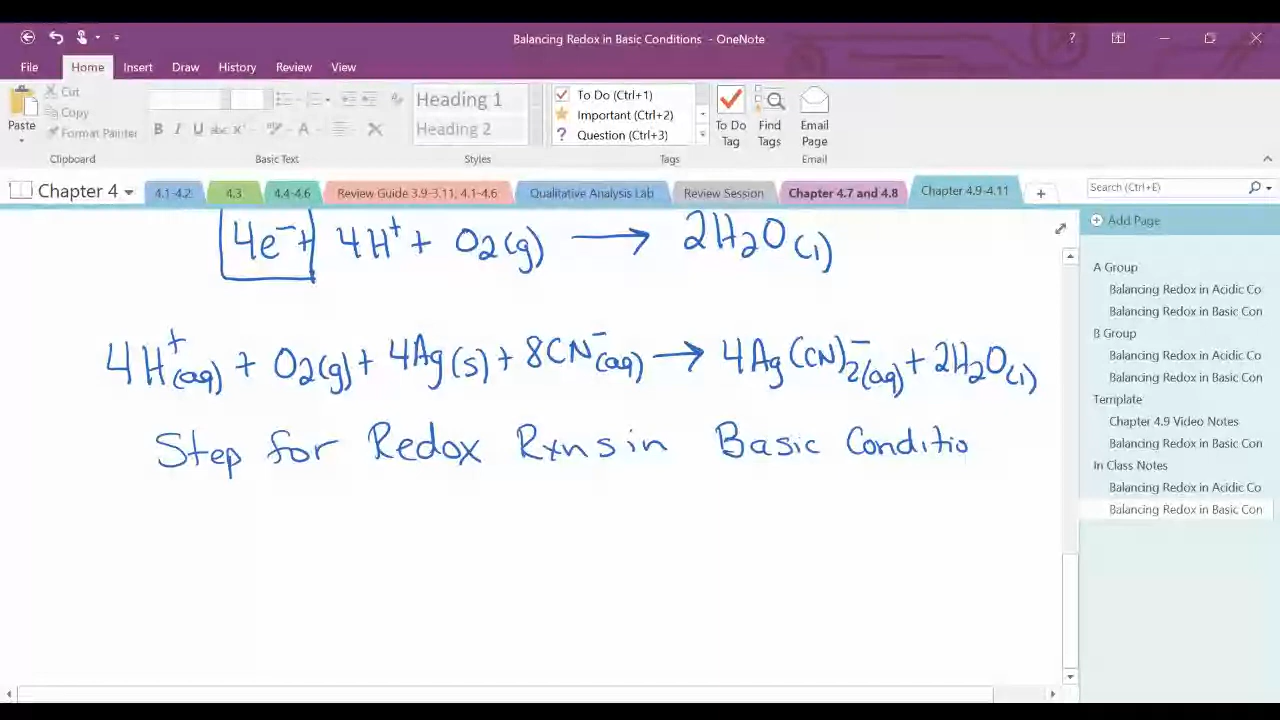 Balancing Redox in Basic Conditions - OneNote
?
File Home Insert Draw History Review View
Paste
Cut
Copy
Format Painter
Clipboard
B I U abc x
A
Basic Text
Heading 1
Heading 2
Styles
To Do (Ctrl+1)
Important (Ctrl+2)
? Question (Ctrl+3)
To Do Tag
Find Tags
Tags
Email Page
Email
Chapter 4
4.1-4.2
4.3
4.4-4.6
Review Guide 3.9-3.11, 4.1-4.6
Qualitative Analysis Lab
Review Session
Chapter 4.7 and 4.8
Chapter 4.9-4.11
+
Search (Ctrl+E)
4e⁻+ 4H⁺ + O₂(g) → 2H₂O(l)
4H⁺(aq) + O₂(g) + 4Ag(s) + 8CN⁻(aq) → 4Ag(CN)₂⁻(aq) + 2H₂O(l)
Step for Redox Rxns in Basic Conditio
Add Page
A Group
Balancing Redox in Acidic Co
Balancing Redox in Basic Con
B Group
Balancing Redox in Acidic Co
Balancing Redox in Basic Con
Template
Chapter 4.9 Video Notes
Balancing Redox in Basic Con
In Class Notes
Balancing Redox in Acidic Co
Balancing Redox in Basic Con